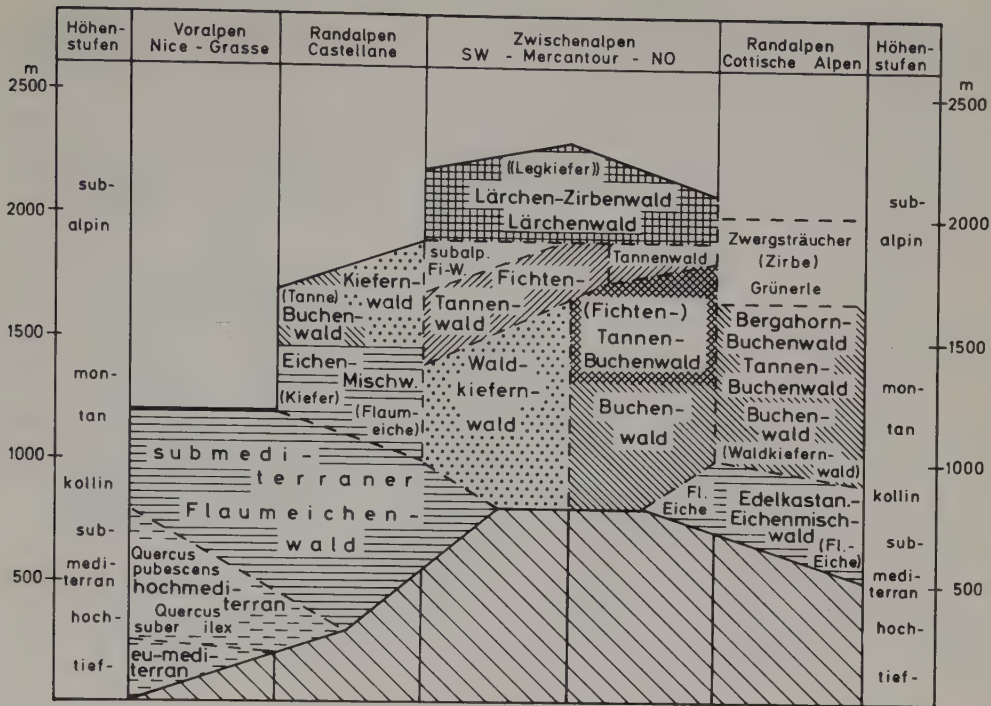 Höhen-
stufen
Voralpen
Nice - Grasse
Randalpen
Castellane
Zwischenalpen
SW - Mercantour - NO
Randalpen
Cottische Alpen
Höhen-
stufen
m
2500
2000
1500
1000
500
sub-
alpin
mon-
tan
kollin
sub-
medi-
terran
hoch-
tief-
submedi-
terraner
Flaumeichen-
wald
Quercus
pubescens
hochmedi-
terran
Quercus
suber ilex
eu-medi-
terran
Kiefern-
wald
(Tanne)
Buchen-
wald
Eichen-
Mischw.
(Kiefer)
(Flaum-
eiche)
((Legkiefer))
Lärchen-Zirbenwald
Lärchenwald
subalp.
Fi-W.
Fichten-
Tannen-
wald
Tannenwald
Wald-
kiefern-
wald
(Fichten-)
Tannen-
Buchenwald
Buchen-
wald
Fl.
Eiche
Zwergsträucher
(Zirbe)
Grünerle
Bergahorn-
Buchenwald
Tannen-
Buchenwald
Buchen-
wald
(Waldkiefern-
wald)
Edelkastan.-
Eichenmisch-
wald
(Fl.-
Eiche)
m
2500
2000
1500
1000
500
sub-
alpin
mon-
tan
kollin
sub-
medi-
terran
hoch-
tief-